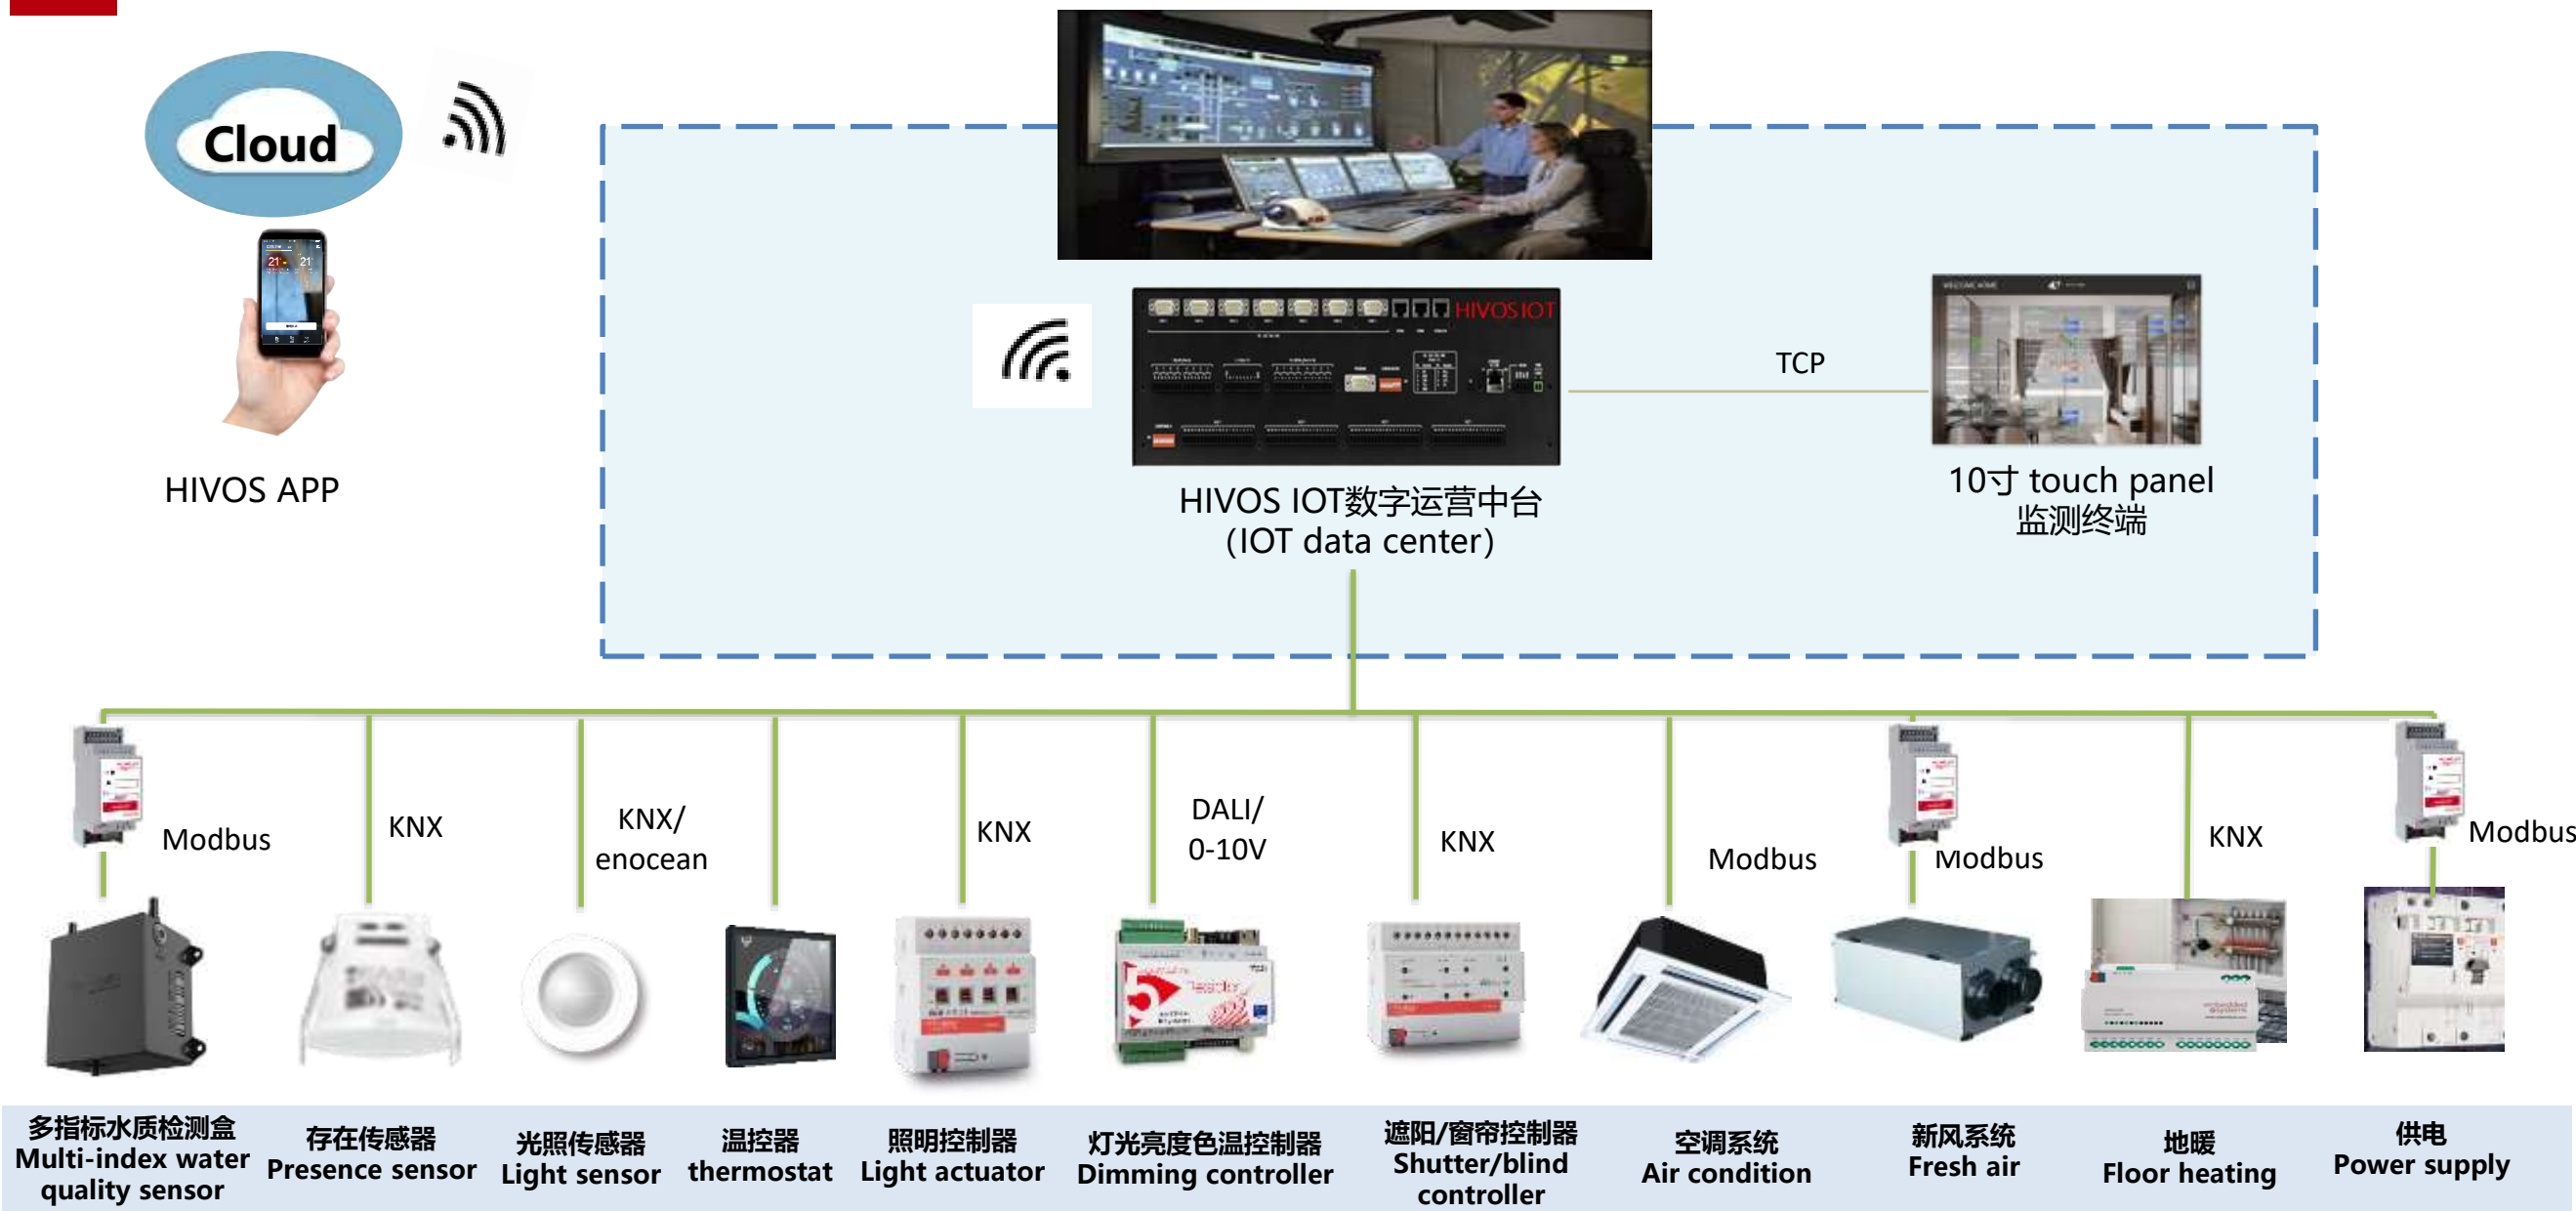 Cloud
HIVOS APP
WELCOME HOME
HIVOS IOT
TCP
HIVOS IOT数字运营中台
（IOT data center）
10寸 touch panel
监测终端
Modbus
KNX
KNX/
enocean
KNX
DALI/
0-10V
KNX
Modbus
Modbus
KNX
Modbus
多指标水质检测盒
Multi-index water
quality sensor
存在传感器
Presence sensor
光照传感器
Light sensor
温控器
thermostat
照明控制器
Light actuator
灯光亮度色温控制器
Dimming controller
遮阳/窗帘控制器
Shutter/blind
controller
空调系统
Air condition
新风系统
Fresh air
地暖
Floor heating
供电
Power supply